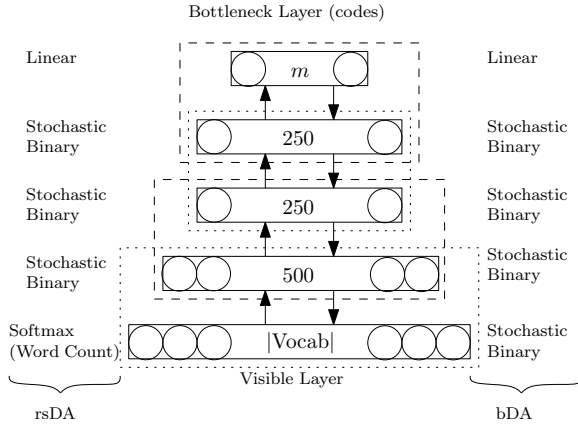 Bottleneck Layer (codes)
Linear
m
Linear
Stochastic
Binary
250
Stochastic
Binary
Stochastic
Binary
250
Stochastic
Binary
Stochastic
Binary
500
Stochastic
Binary
Softmax
(Word Count)
|Vocab|
Stochastic
Binary
Visible Layer
rsDA
bDA